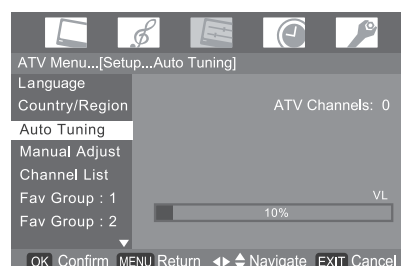 ATV Menu...[Setup...Auto Tuning]
Language
Country/Region
ATV Channels: 0
Auto Tuning
Manual Adjust
Channel List
Fav Group : 1
VL
10%
Fav Group : 2
OK Confirm MENU Return Navigate EXIT Cancel